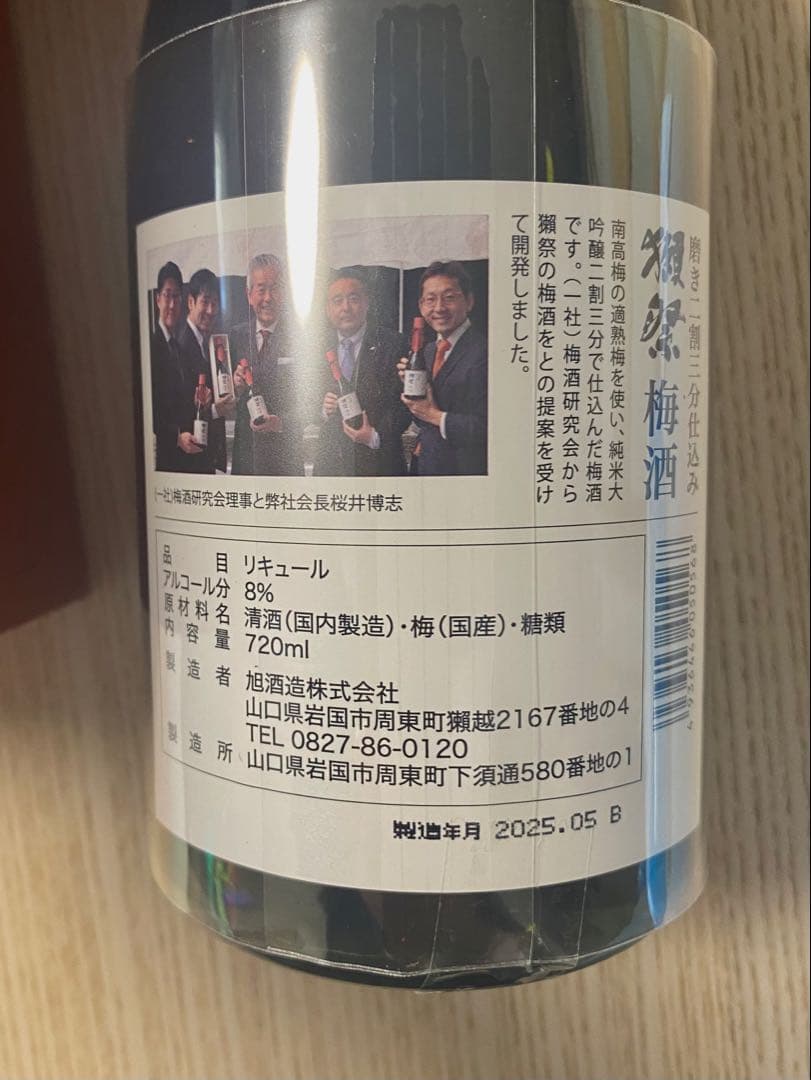 磨き二割三分仕込み
獺祭 梅酒
南高梅の適熟梅を使い、純米大
吟醸二割三分で仕込んだ梅酒
です。(一社)梅酒研究会から
獺祭の梅酒をとの提案を受け
て開発しました。
(一社)梅酒研究会理事と弊社会長桜井博志
品目 リキュール
アルコール分 8%
原材料名 清酒(国内製造)・梅(国産)・糖類
内容量 720ml
製造者 旭酒造株式会社
山口県岩国市周東町獺越2167番地の4
TEL 0827-86-0120
製造所 山口県岩国市周東町下須通580番地の1
製造年月 2025.05 B